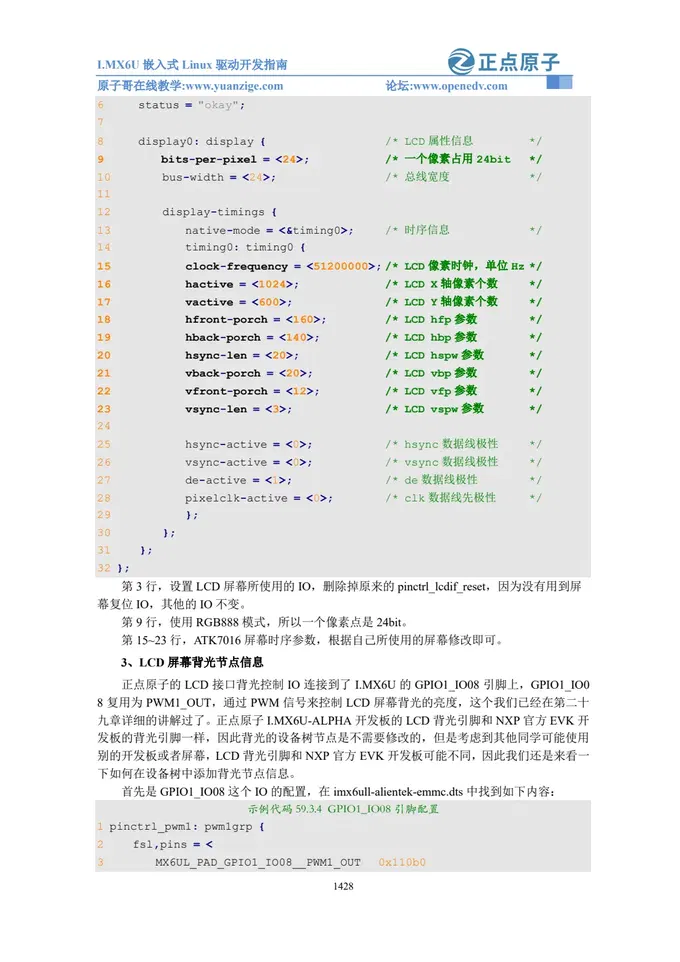 I.MX6U 嵌入式 Linux 驱动开发指南
正点原子
原子哥在线教学:www.yuanzige.com 论坛:www.openedv.com
6 status = "okay";
7
8 display0: display { /* LCD 属性信息 */
9 bits-per-pixel = <24>; /* 一个像素占用 24bit */
10 bus-width = <24>; /* 总线宽度 */
11
12 display-timings {
13 native-mode = <&timing0>; /* 时序信息 */
14 timing0: timing0 {
15 clock-frequency = <51200000>; /* LCD 像素时钟，单位 Hz */
16 hactive = <1024>; /* LCD X 轴像素个数 */
17 vactive = <600>; /* LCD Y 轴像素个数 */
18 hfront-porch = <160>; /* LCD hfp 参数 */
19 hback-porch = <140>; /* LCD hbp 参数 */
20 hsync-len = <20>; /* LCD hspw 参数 */
21 vback-porch = <20>; /* LCD vbp 参数 */
22 vfront-porch = <12>; /* LCD vfp 参数 */
23 vsync-len = <3>; /* LCD vspw 参数 */
24
25 hsync-active = <0>; /* hsync 数据线极性 */
26 vsync-active = <0>; /* vsync 数据线极性 */
27 de-active = <1>; /* de 数据线极性 */
28 pixelclk-active = <0>; /* clk 数据线先极性 */
29 };
30 };
31 };
32 };
第 3 行，设置 LCD 屏幕所使用的 IO，删除掉原来的 pinctrl_lcdif_reset，因为没有用到屏
幕复位 IO，其他的 IO 不变。
第 9 行，使用 RGB888 模式，所以一个像素点是 24bit。
第 15~23 行，ATK7016 屏幕时序参数，根据自己所使用的屏幕修改即可。
3、LCD 屏幕背光节点信息
正点原子的 LCD 接口背光控制 IO 连接到了 I.MX6U 的 GPIO1_IO08 引脚上，GPIO1_IO0
8 复用为 PWM1_OUT，通过 PWM 信号来控制 LCD 屏幕背光的亮度，这个我们已经在第二十
九章详细的讲解过了。正点原子 I.MX6U-ALPHA 开发板的 LCD 背光引脚和 NXP 官方 EVK 开
发板的背光引脚一样，因此背光的设备树节点是不需要修改的，但是考虑到其他同学可能使用
别的开发板或者屏幕，LCD 背光引脚和 NXP 官方 EVK 开发板可能不同，因此我们还是来看一
下如何在设备树中添加背光节点信息。
首先是 GPIO1_IO08 这个 IO 的配置，在 imx6ull-alientek-emmc.dts 中找到如下内容：
示例代码 59.3.4 GPIO1_IO08 引脚配置
1 pinctrl_pwm1: pwm1grp {
2 fsl,pins = <
3 MX6UL_PAD_GPIO1_IO08__PWM1_OUT 0x110b0
1428